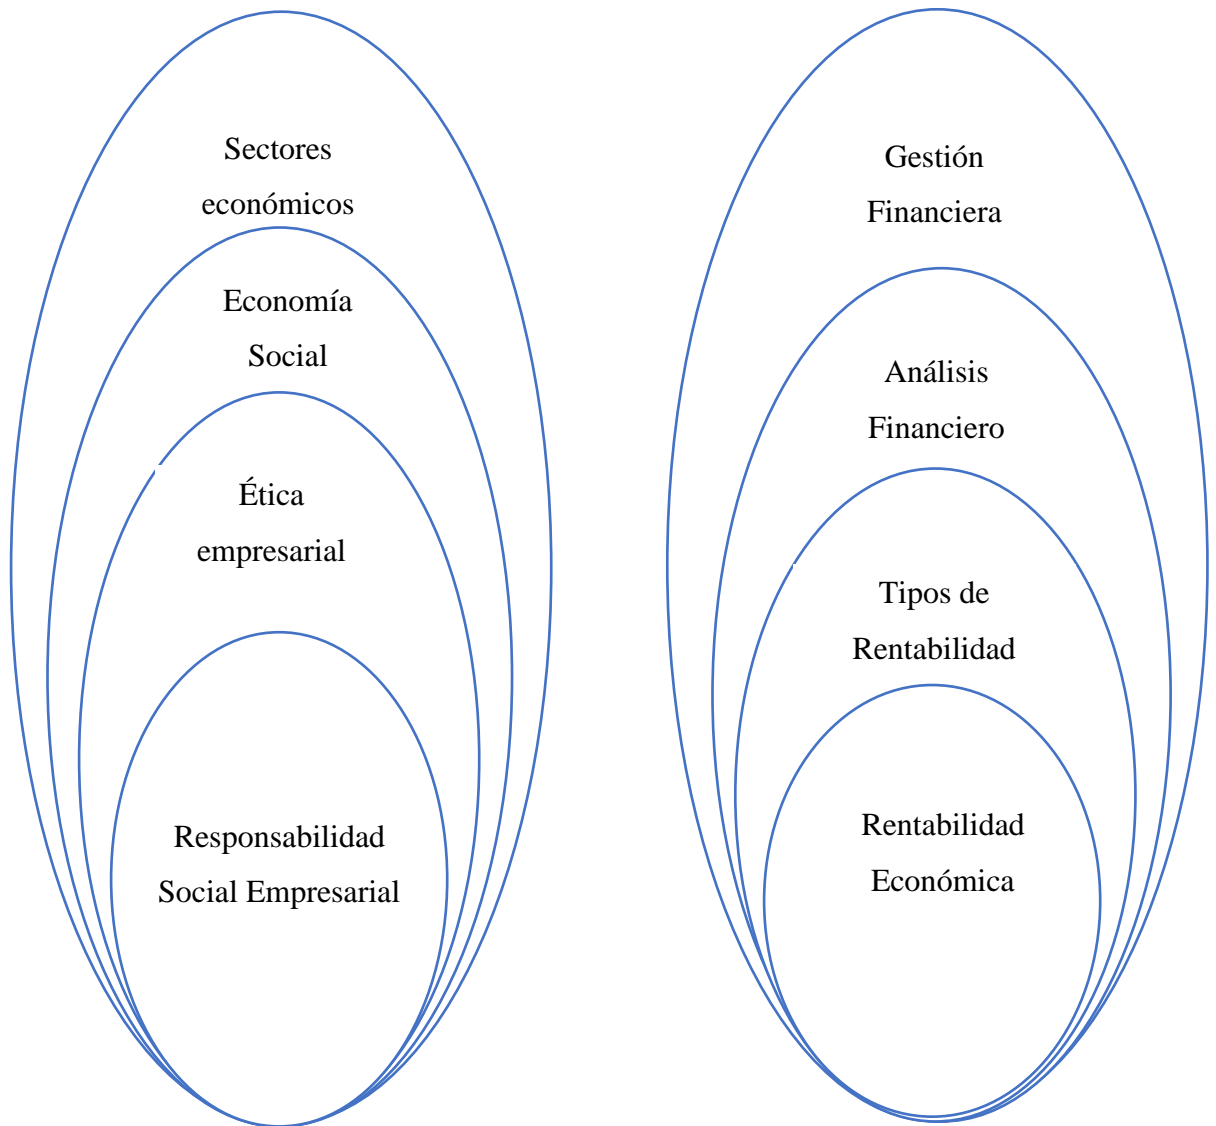 Sectores
económicos
Economía
Social
Ética
empresarial
Responsabilidad
Social Empresarial
Gestión
Financiera
Análisis
Financiero
Tipos de
Rentabilidad
Rentabilidad
Económica